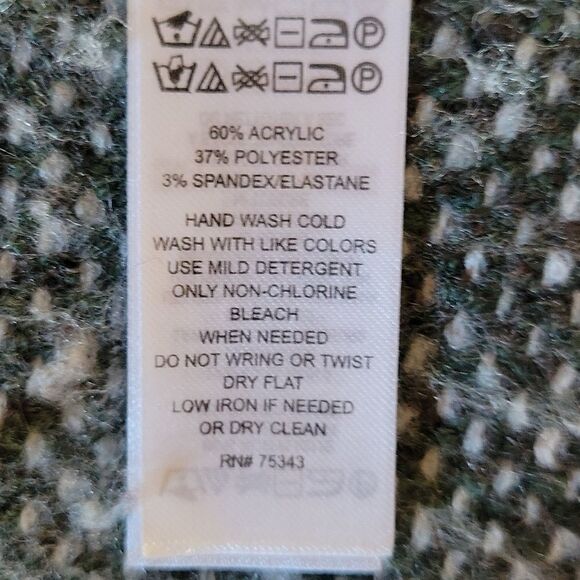 P
P
60% ACRYLIC
37% POLYESTER
3% SPANDEX/ELASTANE
HAND WASH COLD
WASH WITH LIKE COLORS
USE MILD DETERGENT
ONLY NON-CHLORINE
BLEACH
WHEN NEEDED
DO NOT WRING OR TWIST
DRY FLAT
LOW IRON IF NEEDED
OR DRY CLEAN
RN# 75343